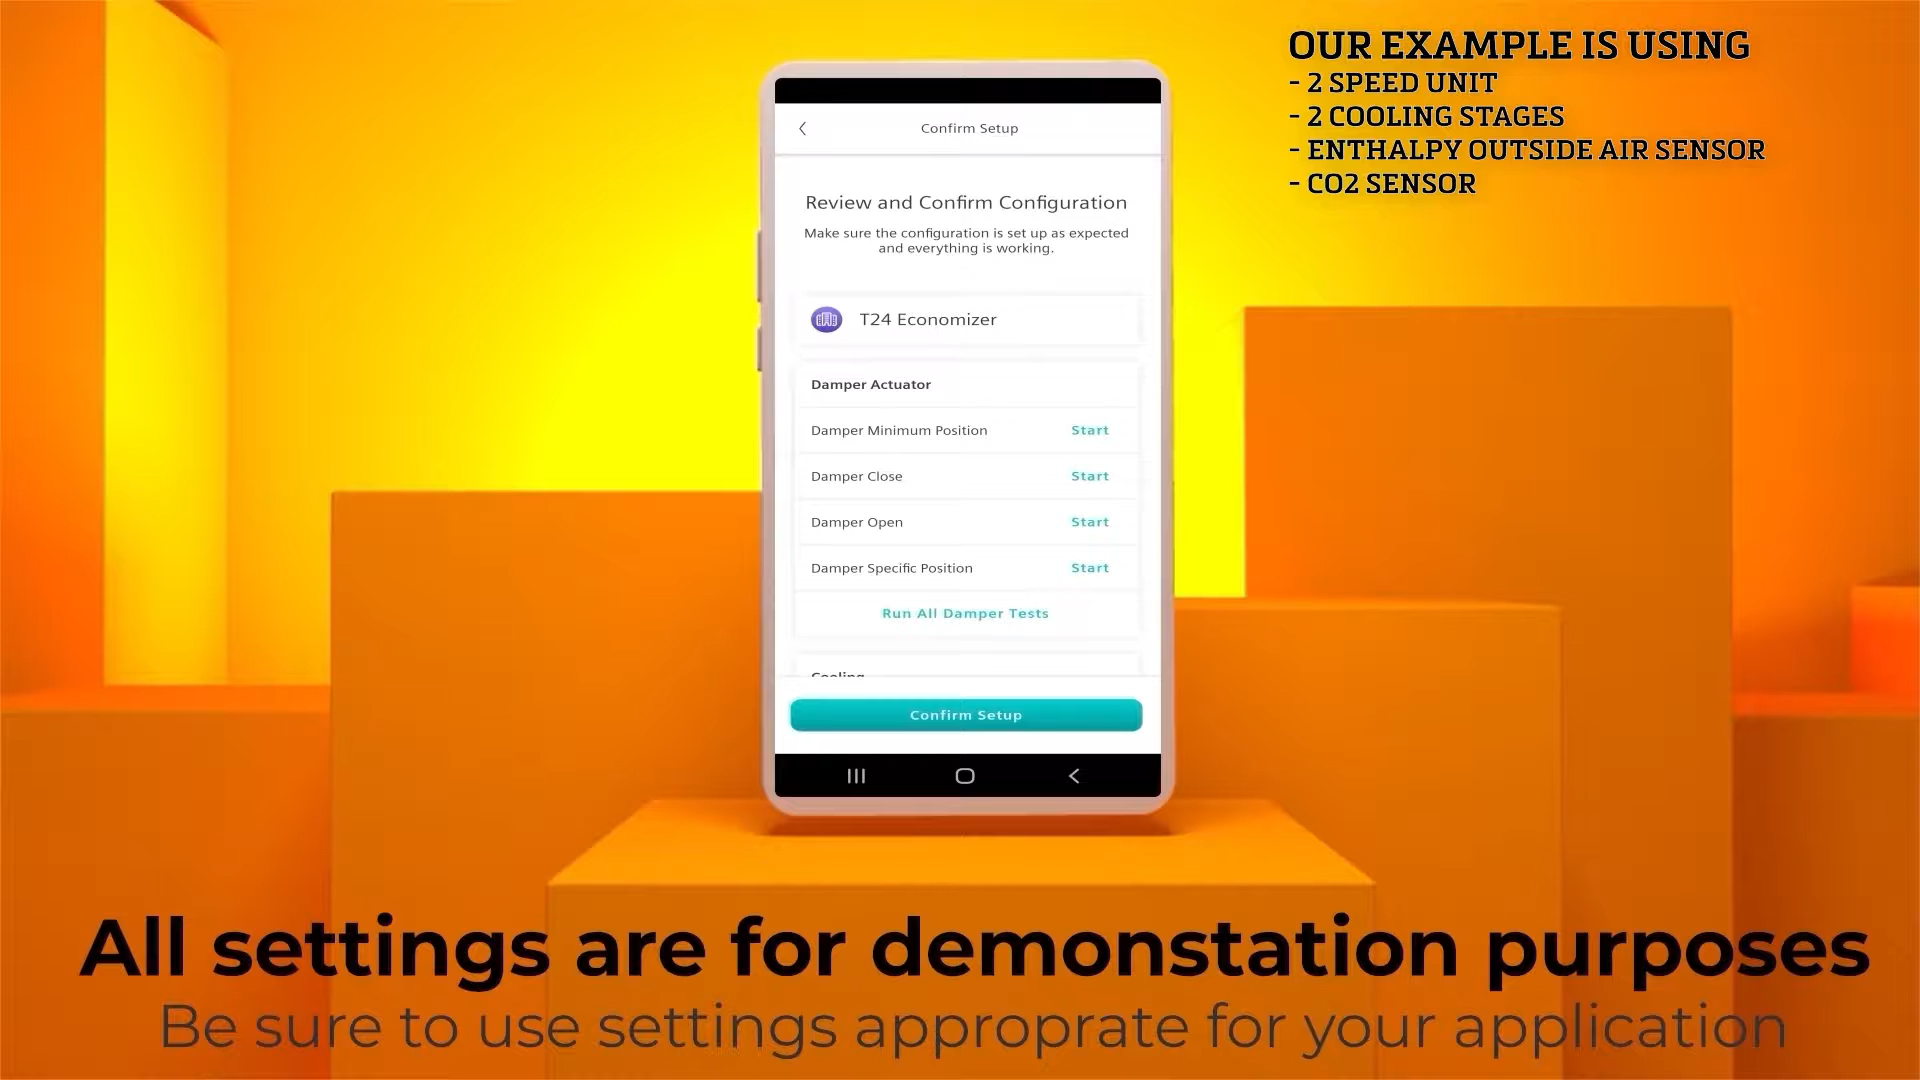 OUR EXAMPLE IS USING
- 2 SPEED UNIT
- 2 COOLING STAGES
- ENTHALPY OUTSIDE AIR SENSOR
- CO2 SENSOR
Confirm Setup
Review and Confirm Configuration
Make sure the configuration is set up as expected
and everything is working.
T24 Economizer
Damper Actuator
Damper Minimum Position Start
Damper Close Start
Damper Open Start
Damper Specific Position Start
Run All Damper Tests
Cooling
Confirm Setup
All settings are for demonstation purposes
Be sure to use settings approprate for your application